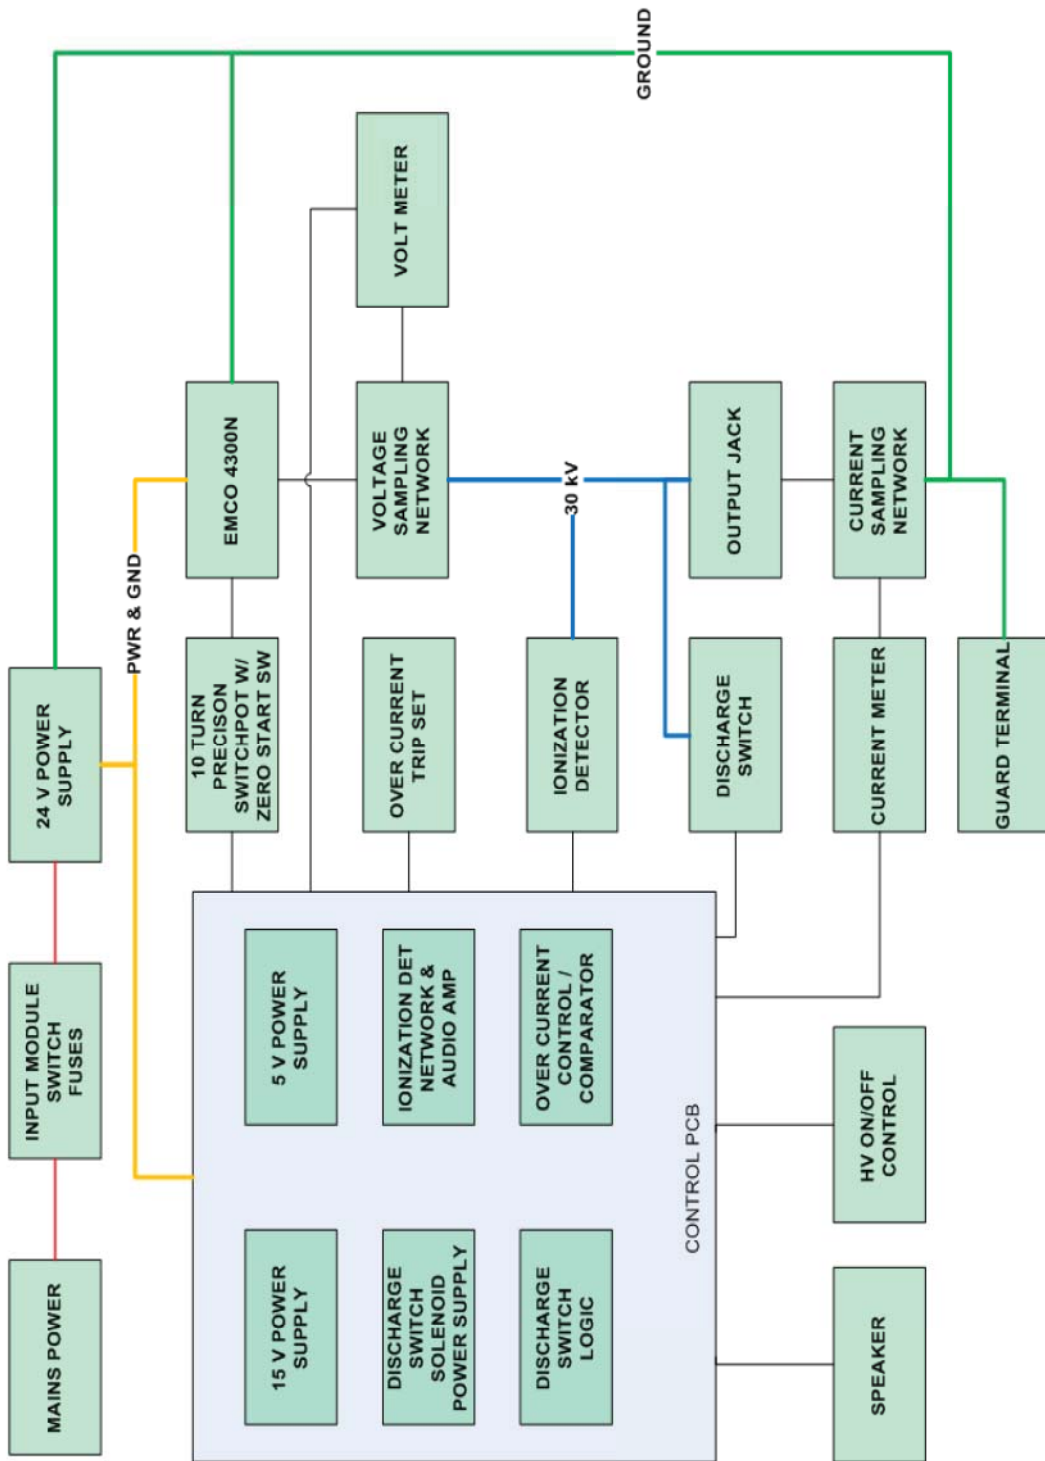 MAINS POWER
INPUT MODULE
SWITCH
FUSES
24 V POWER
SUPPLY
PWR & GND
GROUND
10 TURN
PRECISON
SWITCHPOT W/
ZERO START SW
EMCO 4300N
15 V POWER
SUPPLY
5 V POWER
SUPPLY
OVER CURRENT
TRIP SET
VOLTAGE
SAMPLING
NETWORK
VOLT METER
DISCHARGE
SWITCH
SOLENOID
POWER SUPPLY
IONIZATION DET
NETWORK &
AUDIO AMP
DISCHARGE
SWITCH
LOGIC
OVER CURRENT
CONTROL /
COMPARATOR
IONIZATION
DETECTOR
30 kV
CONTROL PCB
DISCHARGE
SWITCH
OUTPUT JACK
SPEAKER
HV ON/OFF
CONTROL
CURRENT METER
CURRENT
SAMPLING
NETWORK
GUARD TERMINAL